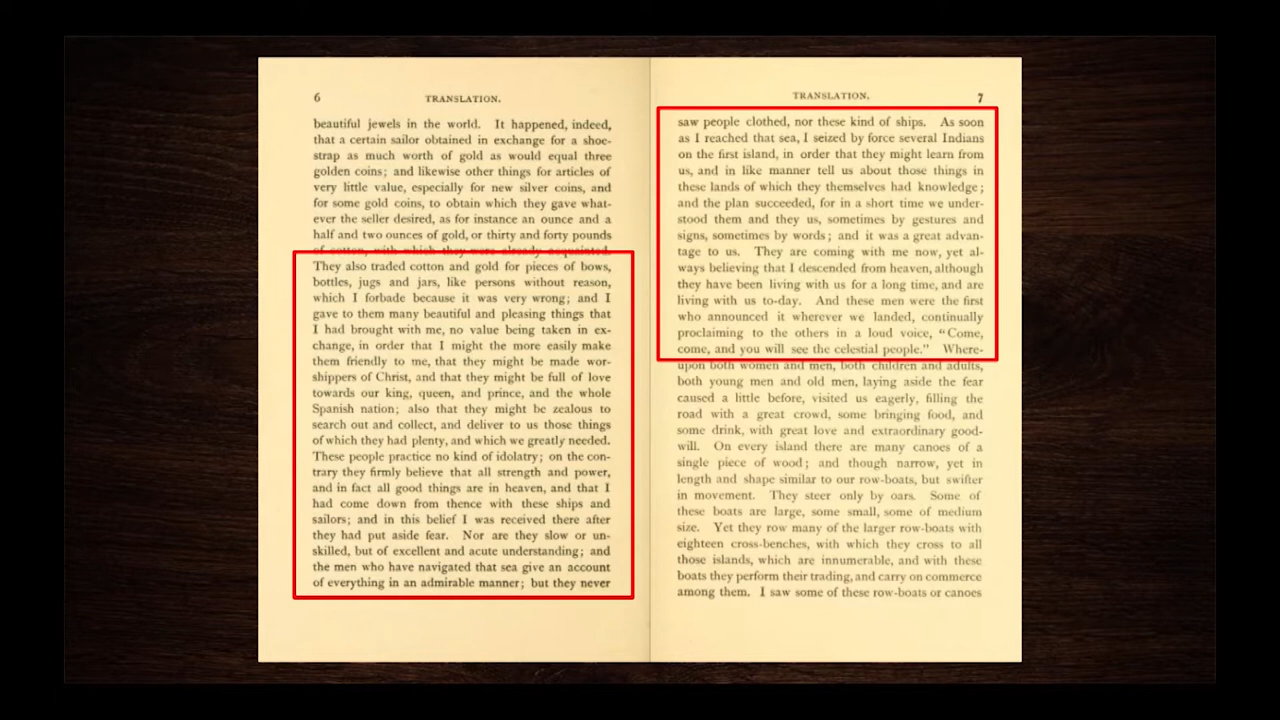 6
TRANSLATION.
beautiful jewels in the world. It happened, indeed,
that a certain sailor obtained in exchange for a shoe-
strap as much worth of gold as would equal three
golden coins; and likewise other things for articles of
very little value, especially for new silver coins, and
for some gold coins, to obtain which they gave what-
ever the seller desired, as for instance an ounce and a
half and two ounces of gold, or thirty and forty pounds
of cotton, with which they were already acquainted.
They also traded cotton and gold for pieces of bows,
bottles, jugs and jars, like persons without reason,
which I forbade because it was very wrong; and I
gave to them many beautiful and pleasing things that
I had brought with me, no value being taken in ex-
change, in order that I might the more easily make
them friendly to me, that they might be made wor-
shippers of Christ, and that they might be full of love
towards our king, queen, and prince, and the whole
Spanish nation; also that they might be zealous to
search out and collect, and deliver to us those things
of which they had plenty, and which we greatly needed.
These people practice no kind of idolatry; on the con-
trary they firmly believe that all strength and power,
and in fact all good things are in heaven, and that I
had come down from thence with these ships and
sailors; and in this belief I was received there after
they had put aside fear. Nor are they slow or un-
skilled, but of excellent and acute understanding; and
the men who have navigated that sea give an account
of everything in an admirable manner; but they never
TRANSLATION.
7
saw people clothed, nor these kind of ships. As soon
as I reached that sea, I seized by force several Indians
on the first island, in order that they might learn from
us, and in like manner tell us about those things in
these lands of which they themselves had knowledge;
and the plan succeeded, for in a short time we under-
stood them and they us, sometimes by gestures and
signs, sometimes by words; and it was a great advan-
tage to us. They are coming with me now, yet al-
ways believing that I descended from heaven, although
they have been living with us for a long time, and are
living with us to-day. And these men were the first
who announced it wherever we landed, continually
proclaiming to the others in a loud voice, "Come,
come, and you will see the celestial people." Where-
upon both women and men, both children and adults,
both young men and old men, laying aside the fear
caused a little before, visited us eagerly, filling the
road with a great crowd, some bringing food, and
some drink, with great love and extraordinary good-
will. On every island there are many canoes of a
single piece of wood; and though narrow, yet in
length and shape similar to our row-boats, but swifter
in movement. They steer only by oars. Some of
these boats are large, some small, some of medium
size. Yet they row many of the larger row-boats with
eighteen cross-benches, with which they cross to all
those islands, which are innumerable, and with these
boats they perform their trading, and carry on commerce
among them. I saw some of these row-boats or canoes